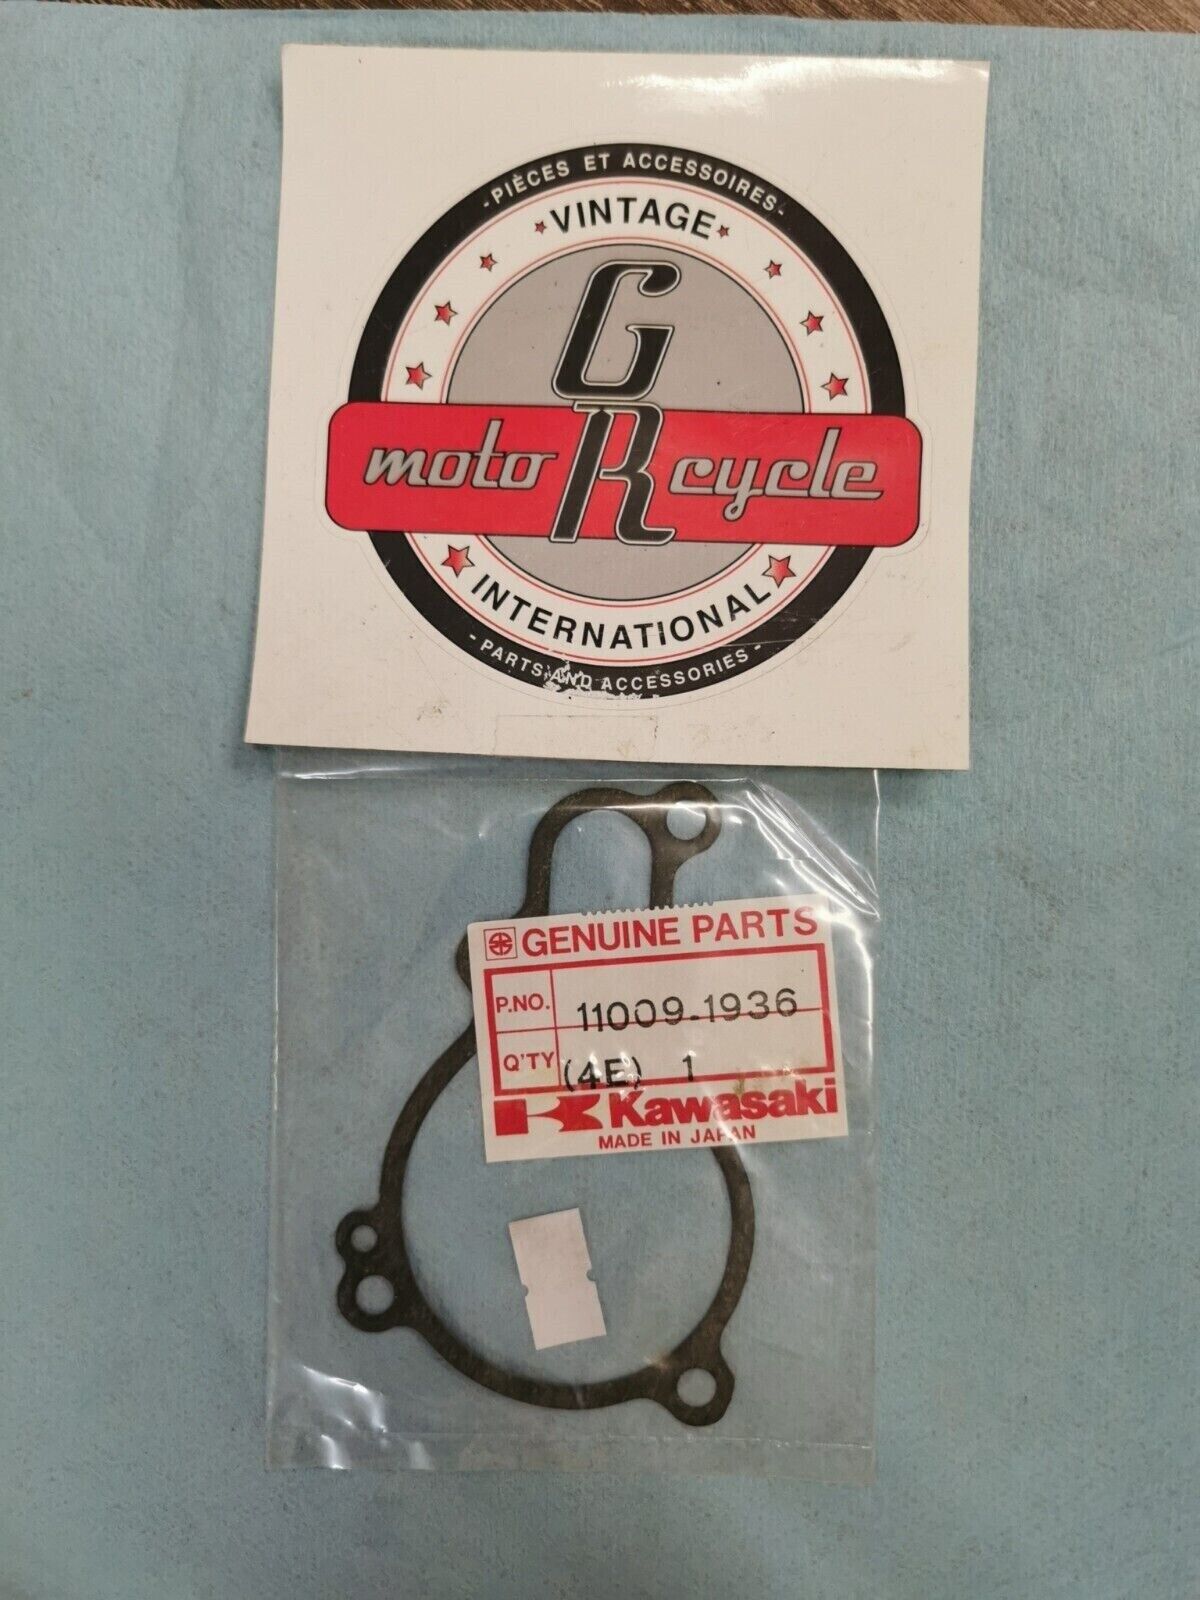 -PIÈCES ET ACCESSOIRES-
VINTAGE
GR
moto cycle
INTERNATIONAL
-PARTS AND ACCESSORIES-
GENUINE PARTS
P.NO. 11009-1936
Q'TY (4E) 1
Kawasaki
MADE IN JAPAN